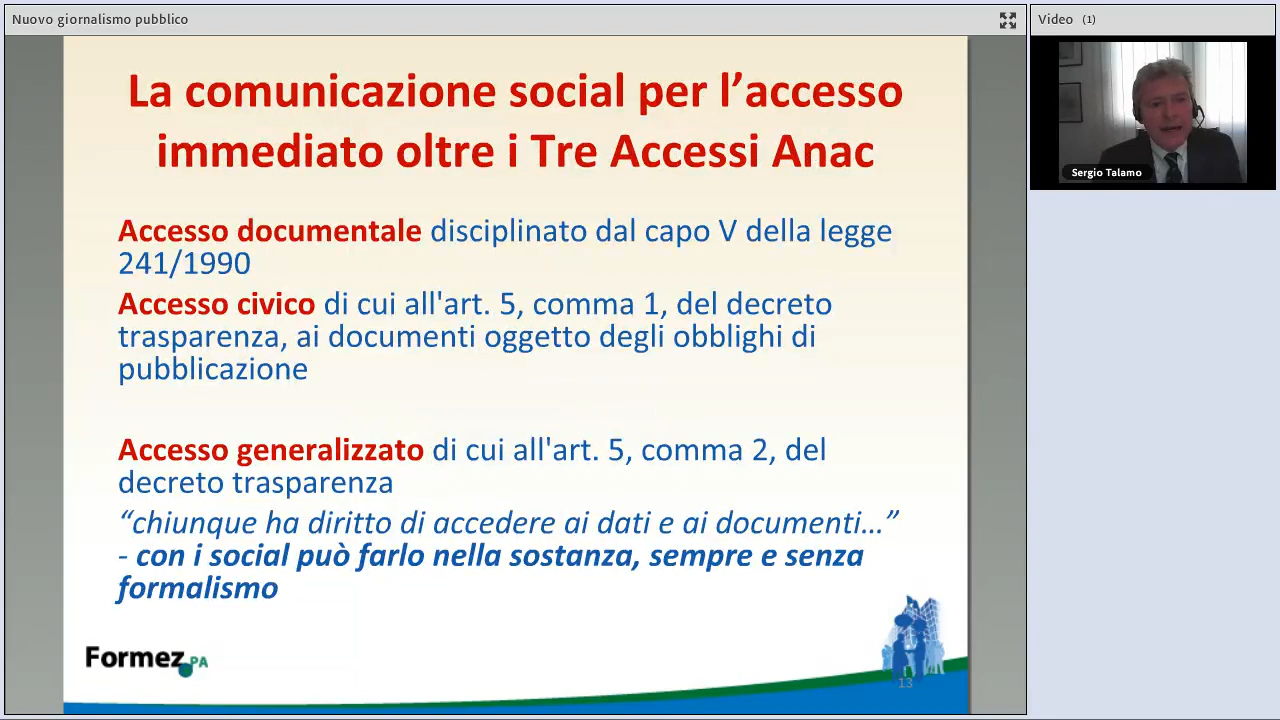 Nuovo giornalismo pubblico
Video (1)
La comunicazione social per l’accesso
immediato oltre i Tre Accessi Anac
Sergio Talamo
Accesso documentale disciplinato dal capo V della legge
241/1990
Accesso civico di cui all'art. 5, comma 1, del decreto
trasparenza, ai documenti oggetto degli obblighi di
pubblicazione
Accesso generalizzato di cui all'art. 5, comma 2, del
decreto trasparenza
“chiunque ha diritto di accedere ai dati e ai documenti…”
- con i social può farlo nella sostanza, sempre e senza
formalismo
Formez PA
13